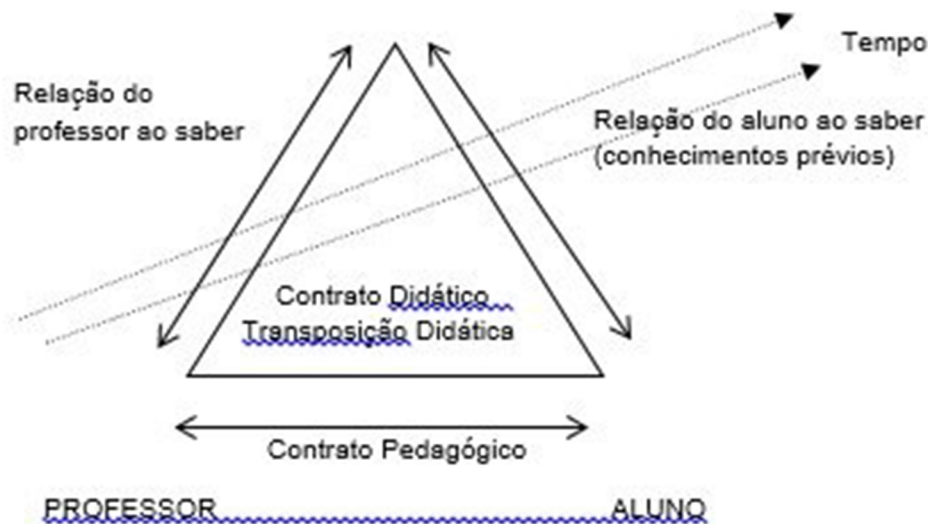 Tempo
Relação do
professor ao saber
Relação do aluno ao saber
(conhecimentos prévios)
Contrato Didático
Transposição Didática
Contrato Pedagógico
PROFESSOR ALUNO